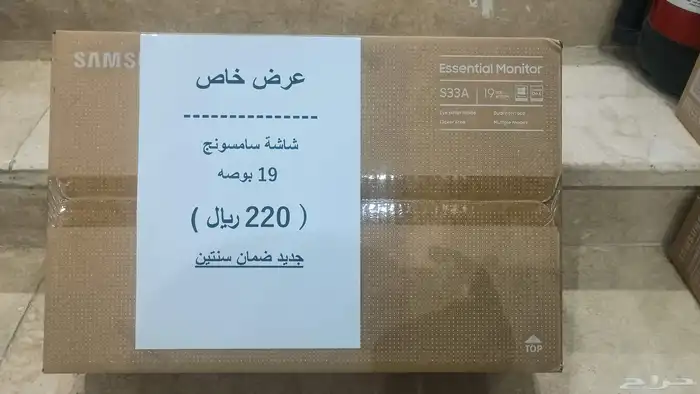 SAMS
عرض خاص
---------------
شاشة سامسونج
19 بوصه
( 220 ريال )
جديد ضمان سنتين
Essential Monitor
S33A
19
TOP
حراج